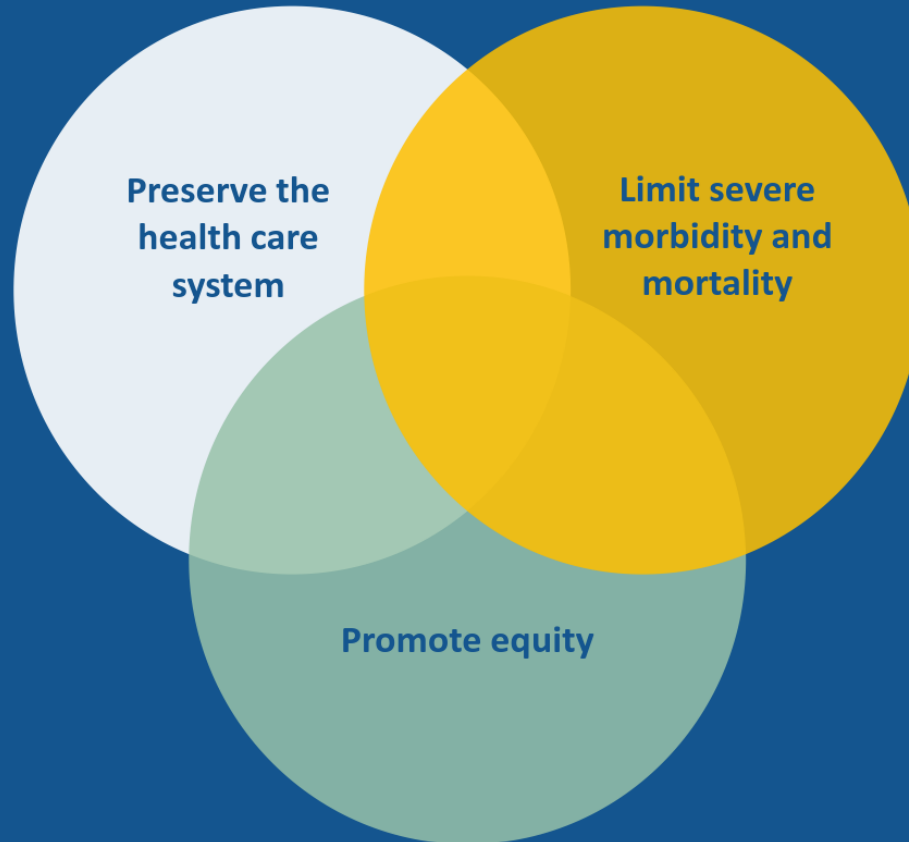 Preserve the
health care
system
Limit severe
morbidity and
mortality
Promote equity